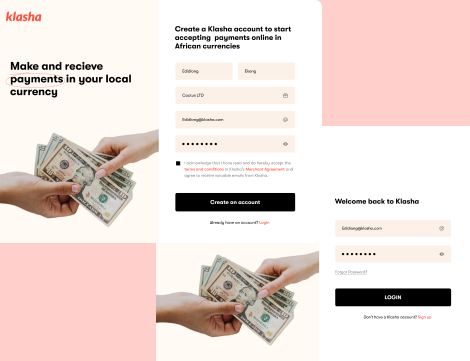 klasha
Make and recieve
payments in your local
currency
Create a Klasha account to start
accepting payments online in
African currencies
Edidiong
Ekong
Costus LTD
Edidiong@klasha.com
I acknowledge that I have read and do hereby accept the
terms and conditions in Klasha's Merchant Agreement and
agree to receive valuable emails from Klasha.
Create an account
Already have an account? Login
Welcome back to Klasha
Edidiong@klasha.com
Forgot Password?
LOGIN
Don't have a Klasha account? Sign up